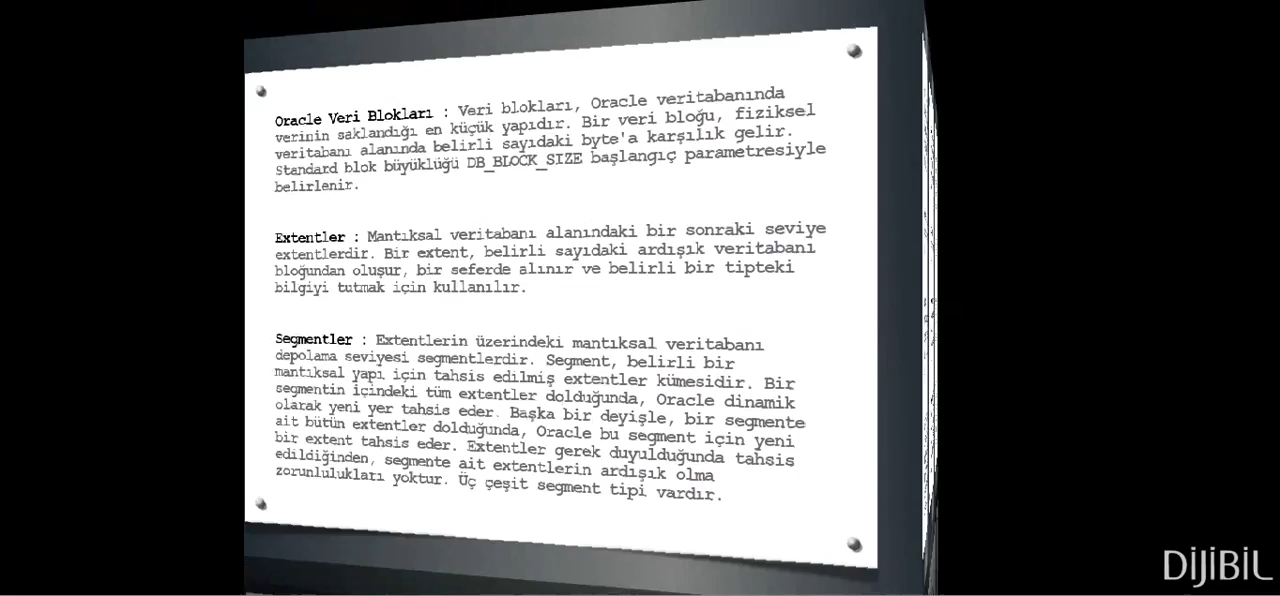 Oracle Veri Blokları : Veri blokları, Oracle veritabanında
verinin saklandığı en küçük yapıdır. Bir veri bloğu, fiziksel
veritabanı alanında belirli sayıdaki byte'a karşılık gelir.
Standard blok büyüklüğü DB_BLOCK_SIZE başlangıç parametresiyle
belirlenir.
Extentler : Mantıksal veritabanı alanındaki bir sonraki seviye
extentlerdir. Bir extent, belirli sayıdaki ardışık veritabanı
bloğundan oluşur, bir seferde alınır ve belirli bir tipteki
bilgiyi tutmak için kullanılır.
Segmentler : Extentlerin üzerindeki mantıksal veritabanı
depolama seviyesi segmentlerdir. Segment, belirli bir
mantıksal yapı için tahsis edilmiş extentler kümesidir. Bir
segmentin içindeki tüm extentler dolduğunda, Oracle dinamik
olarak yeni yer tahsis eder. Başka bir deyişle, bir segmente
ait bütün extentler dolduğunda, Oracle bu segment için yeni
bir extent tahsis eder. Extentler gerek duyulduğunda tahsis
edildiğinden, segmente ait extentlerin ardışık olma
zorunlulukları yoktur. Üç çeşit segment tipi vardır.
DİJİBİL